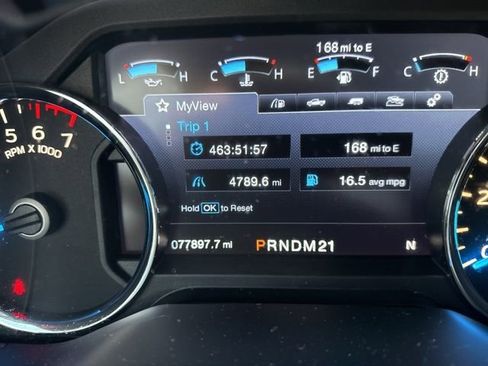 168 mi to E
L H C H E F C H
MyView
Trip 1
463:51:57 168 mi to E
4789.6 mi 16.5 avg mpg
Hold OK to Reset
077897.7 mi PRNDM21 N
5 6 7
RPM X 1000